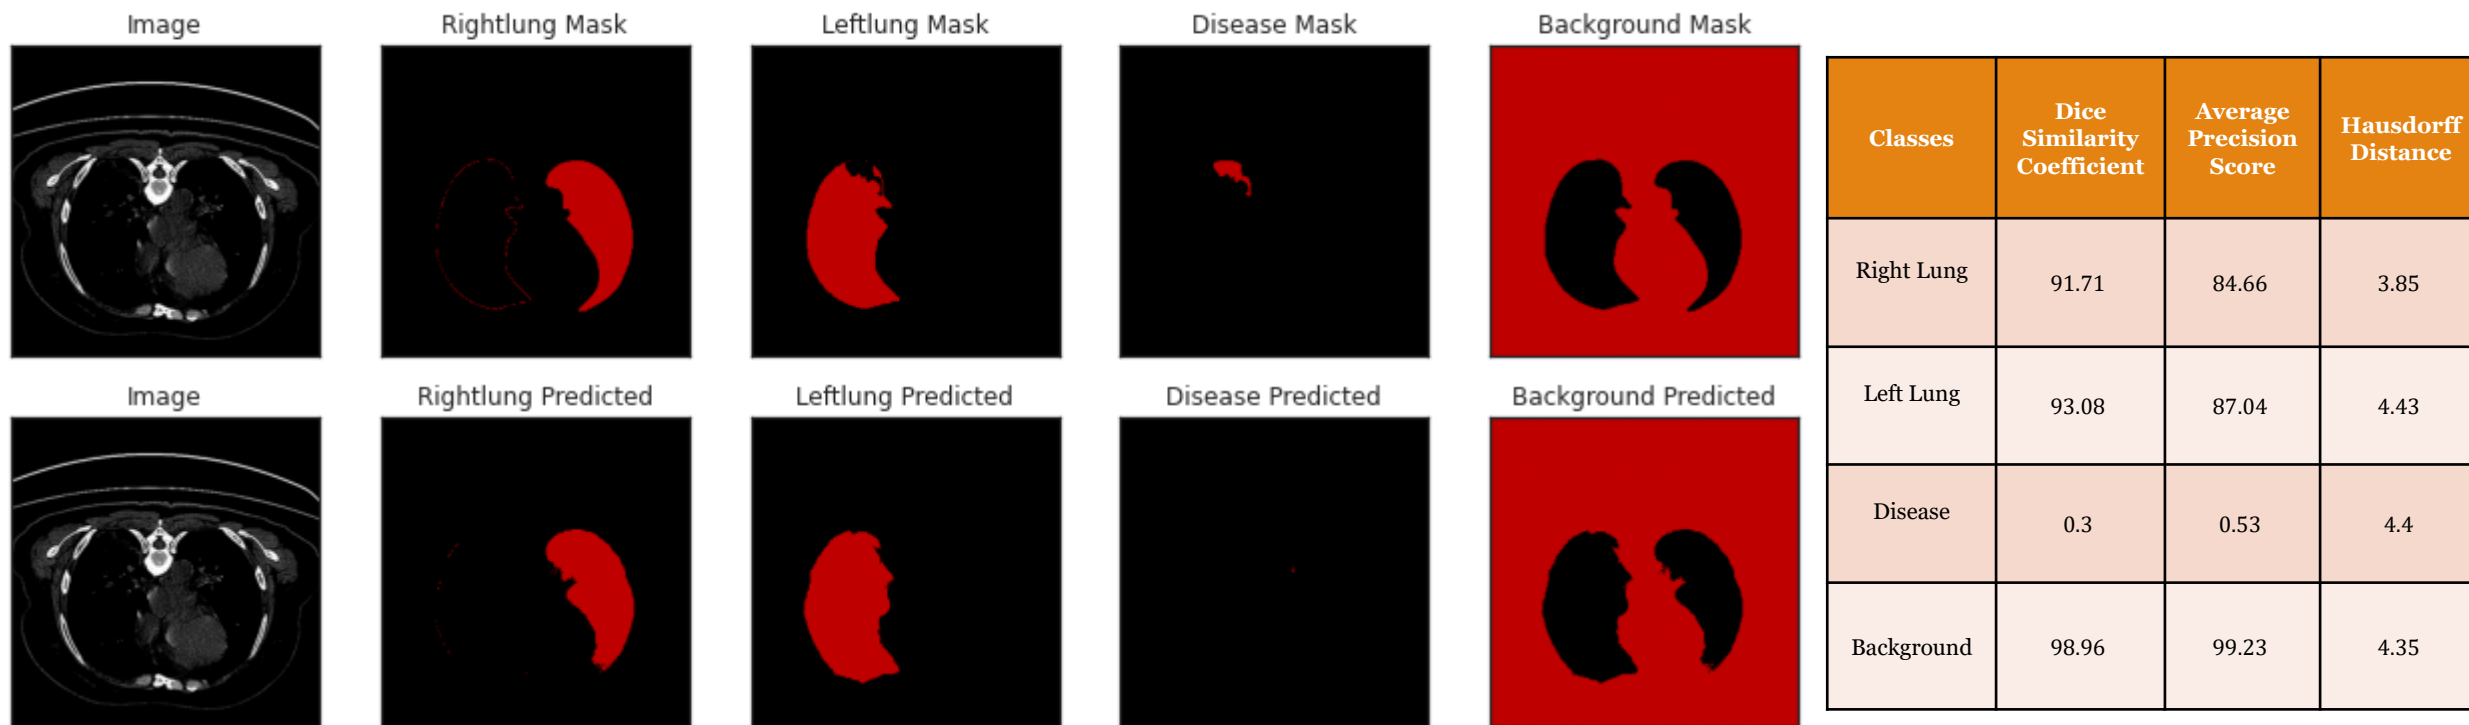 Image
Rightlung Mask
Leftlung Mask
Disease Mask
Background Mask
Image
Rightlung Predicted
Leftlung Predicted
Disease Predicted
Background Predicted
Classes
Dice
Similarity
Coefficient
Average
Precision
Score
Hausdorff
Distance
Right Lung
91.71
84.66
3.85
Left Lung
93.08
87.04
4.43
Disease
0.3
0.53
4.4
Background
98.96
99.23
4.35